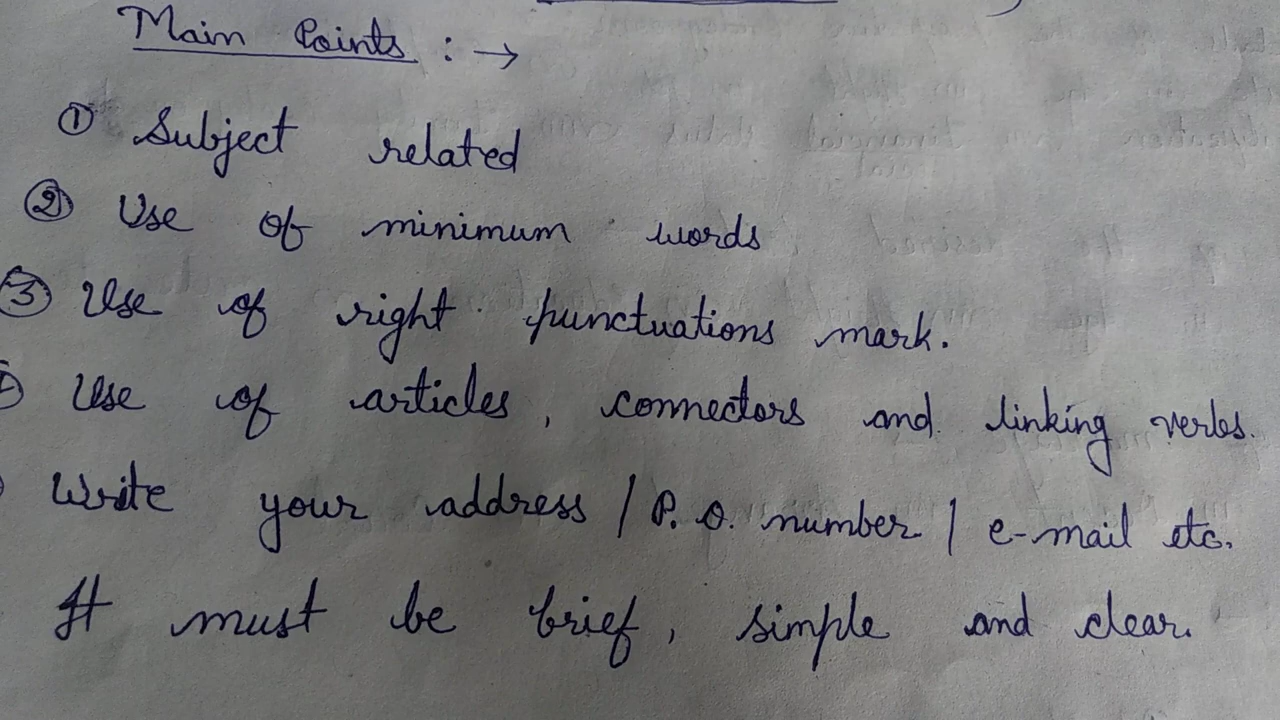 Main Points : →
① Subject related
② Use of minimum words
③ Use of right punctuations mark.
Use of articles, connectors and linking verbs.
Write your address / P. O. number / e-mail etc.
It must be brief, simple and clear.